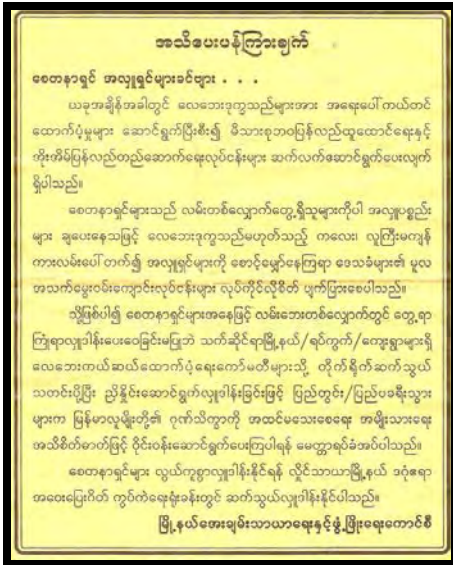 အသိပေးပန်ကြားချက်
စေတနာရှင် အလှူရှင်များခင်ဗျား . . .
ယခုအချိန်အခါတွင် လေဘေးဒုက္ခသည်များအား အရေးပေါ်ကယ်တင်
ထောက်ပံ့မှုများ ဆောင်ရွက်ပြီးစီး၍ မိသားစုဘဝပြန်လည်ထူထောင်ရေးနှင့်
အိုးအိမ်ပြန်လည်တည်ဆောက်ရေးလုပ်ငန်းများ ဆက်လက်ဆောင်ရွက်ပေးလျက်
ရှိပါသည်။
စေတနာရှင်များသည် လမ်းတစ်လျှောက်တွေ့ရှိသူများကိုပါ အလှူပစ္စည်း
များ ချပေးနေသဖြင့် လေဘေးဒုက္ခသည်မဟုတ်သည့် ကလေး၊ လူကြီးမကျန်
ကားလမ်းပေါ်တက်၍ အလှူရှင်များကို စောင့်မျှော်နေကြရာ ဒေသခံများ၏ မူလ
အသက်မွေးဝမ်းကျောင်းလုပ်ငန်းများ လုပ်ကိုင်လိုစိတ် ပျက်ပြားစေပါသည်။
သို့ဖြစ်ပါ၍ စေတနာရှင်များအနေဖြင့် လမ်းဘေးတစ်လျှောက်တွင် တွေ့ရာ
ကြုံရာလှူဒါန်းပေးဝေခြင်းမပြုဘဲ သက်ဆိုင်ရာမြို့နယ်/ရပ်ကွက်/ကျေးရွာများရှိ
လေဘေးကယ်ဆယ်ထောက်ပံ့ရေးကော်မတီများသို့ တိုက်ရိုက်ဆက်သွယ်
သတင်းပို့ပြီး ညှိနှိုင်းဆောင်ရွက်လှူဒါန်းခြင်းဖြင့် ပြည်တွင်း/ပြည်ပခရီးသွား
များက မြန်မာလူမျိုးတို့၏ ဂုဏ်သိက္ခာကို အထင်မသေးစေရေး အမျိုးသားရေး
အသိစိတ်ဓာတ်ဖြင့် ဝိုင်းဝန်းဆောင်ရွက်ပေးကြပါရန် မေတ္တာရပ်ခံအပ်ပါသည်။
စေတနာရှင်များ လွယ်ကူစွာလှူဒါန်းနိုင်ရန် လှိုင်သာယာမြို့နယ် ဒဂုံဧရာ
အဝေးပြေးဂိတ် ကွပ်ကဲရေးရုံးခန်းတွင် ဆက်သွယ်လှူဒါန်းနိုင်ပါသည်။
မြို့နယ်အေးချမ်းသာယာရေးနှင့်ဖွံ့ဖြိုးရေးကောင်စီ